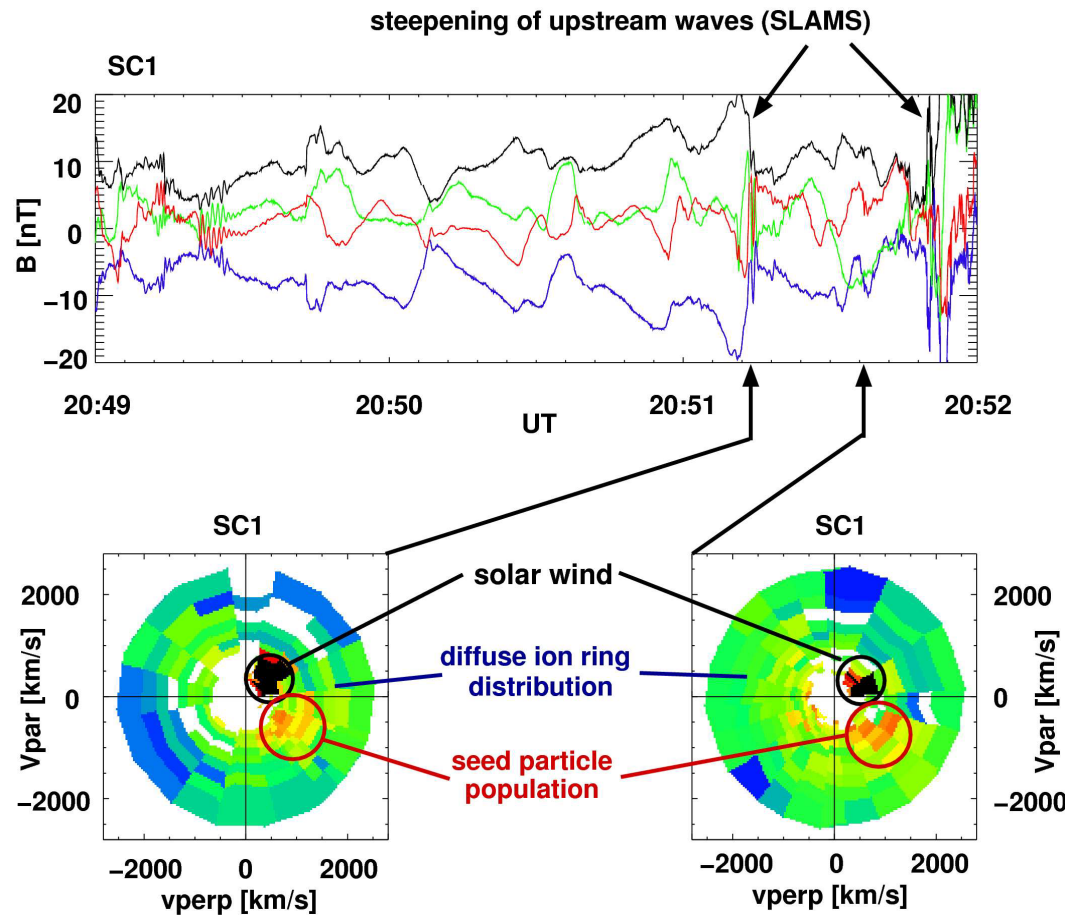 steepening of upstream waves (SLAMS)
SC1
20
10
0
−10
−20
B [nT]
20:49
20:50
20:51
20:52
UT
SC1
SC1
solar wind
diffuse ion ring
distribution
seed particle
population
2000
0
−2000
Vpar [km/s]
−2000
0
2000
vperp [km/s]
2000
0
−2000
Vpar [km/s]
−2000
0
2000
vperp [km/s]